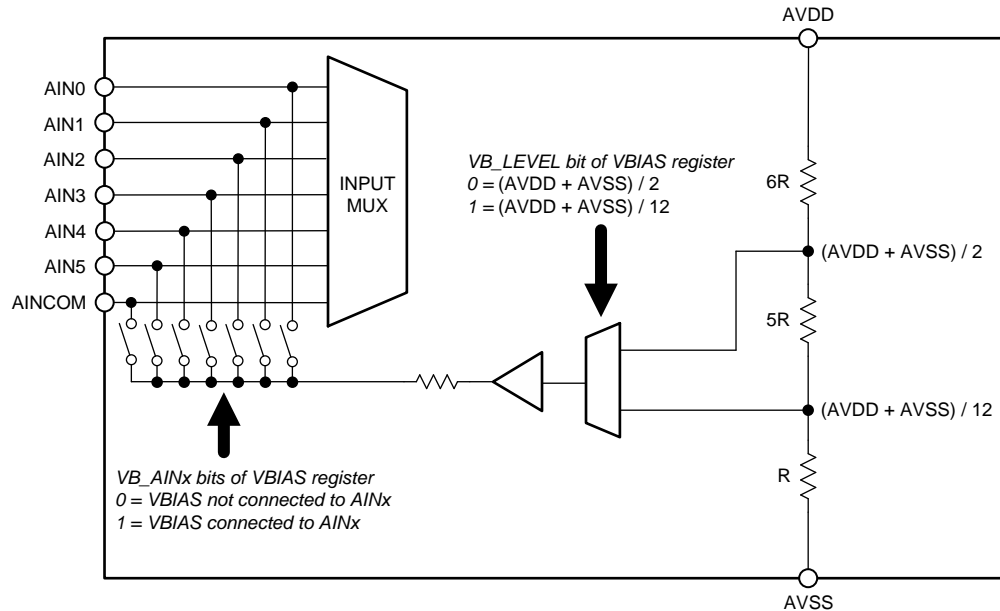 AVDD
AIN0
AIN1
AIN2
AIN3
AIN4
AIN5
AINCOM
INPUT
MUX
VB_LEVEL bit of VBIAS register
0 = (AVDD + AVSS) / 2
1 = (AVDD + AVSS) / 12
6R
(AVDD + AVSS) / 2
5R
(AVDD + AVSS) / 12
R
VB_AINx bits of VBIAS register
0 = VBIAS not connected to AINx
1 = VBIAS connected to AINx
AVSS